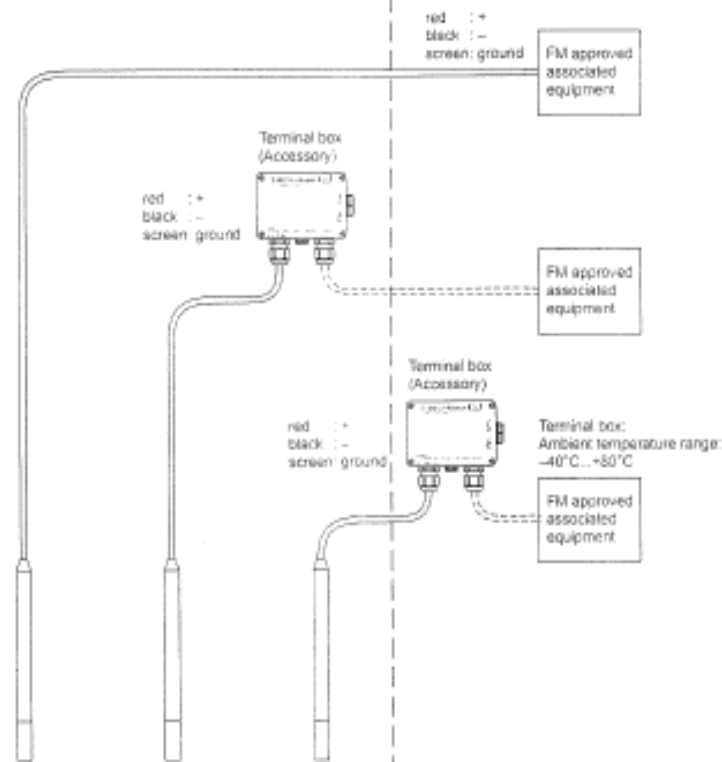 red : +
black : –
screen: ground
FM approved
associated
equipment
Terminal box
(Accessory)
red : +
black : –
screen: ground
FM approved
associated
equipment
Terminal box
(Accessory)
red : +
black : –
screen: ground
Terminal box:
Ambient temperature range:
–40°C...+80°C
FM approved
associated
equipment